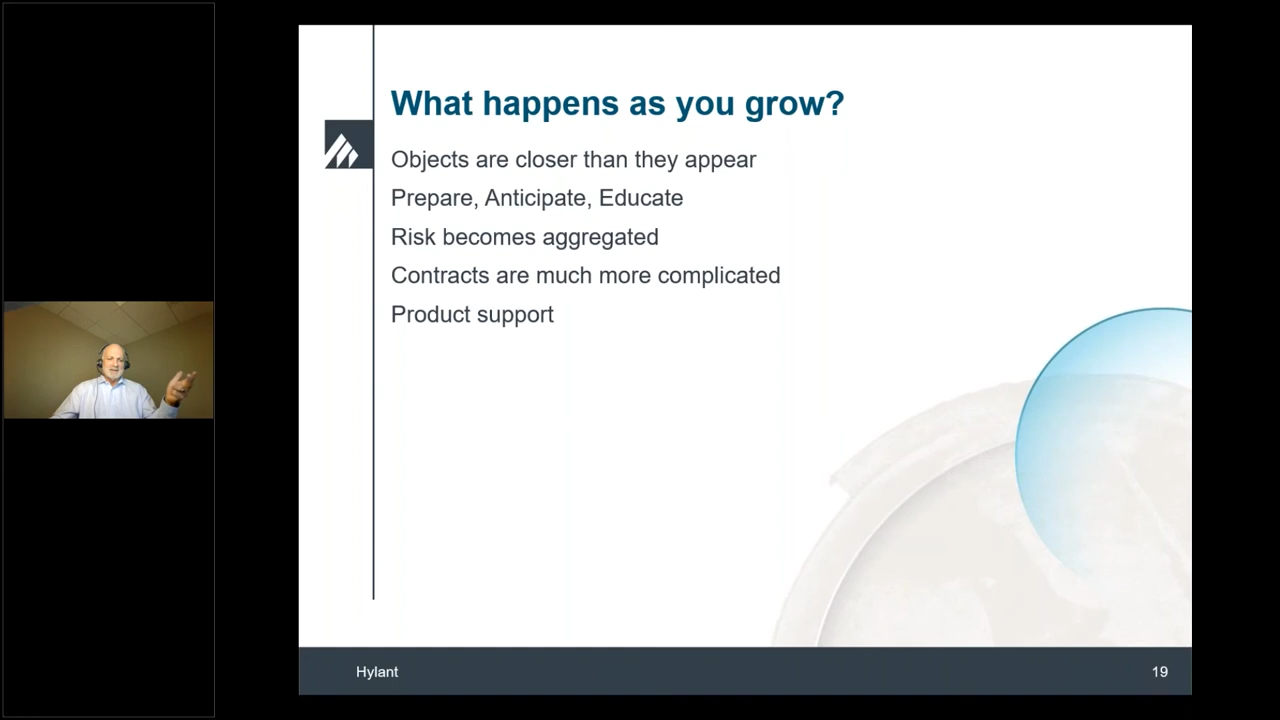 What happens as you grow?
Objects are closer than they appear
Prepare, Anticipate, Educate
Risk becomes aggregated
Contracts are much more complicated
Product support
Hylant
19